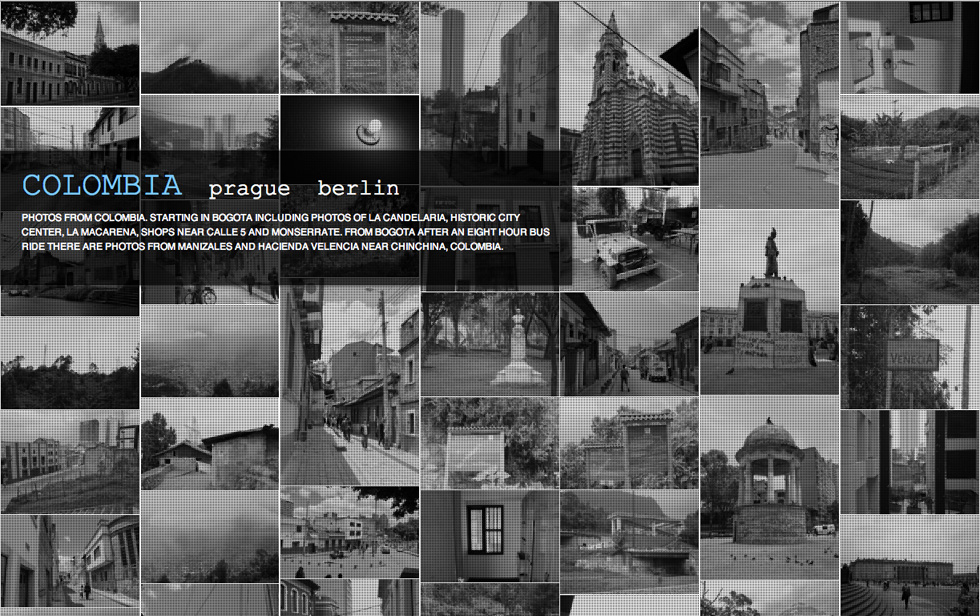 COLOMBIA prague berlin
PHOTOS FROM COLOMBIA. STARTING IN BOGOTA INCLUDING PHOTOS OF LA CANDELARIA, HISTORIC CITY
CENTER, LA MACARENA, SHOPS NEAR CALLE 5 AND MONSERRATE. FROM BOGOTA AFTER AN EIGHT HOUR BUS
RIDE THERE ARE PHOTOS FROM MANIZALES AND HACIENDA VELENCIA NEAR CHINCHINA, COLOMBIA.
VENECIA